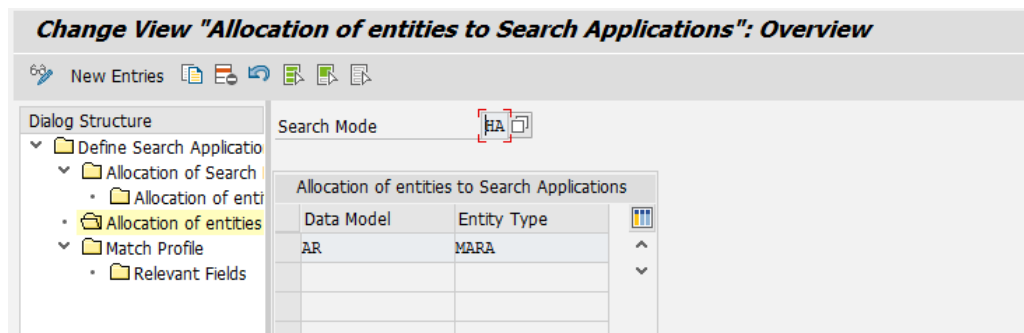 Change View "Allocation of entities to Search Applications": Overview
New Entries
Dialog Structure
Define Search Applicatio
Allocation of Search
Allocation of enti
Allocation of entities
Match Profile
Relevant Fields
Search Mode HA
Allocation of entities to Search Applications
Data Model Entity Type
AR MARA